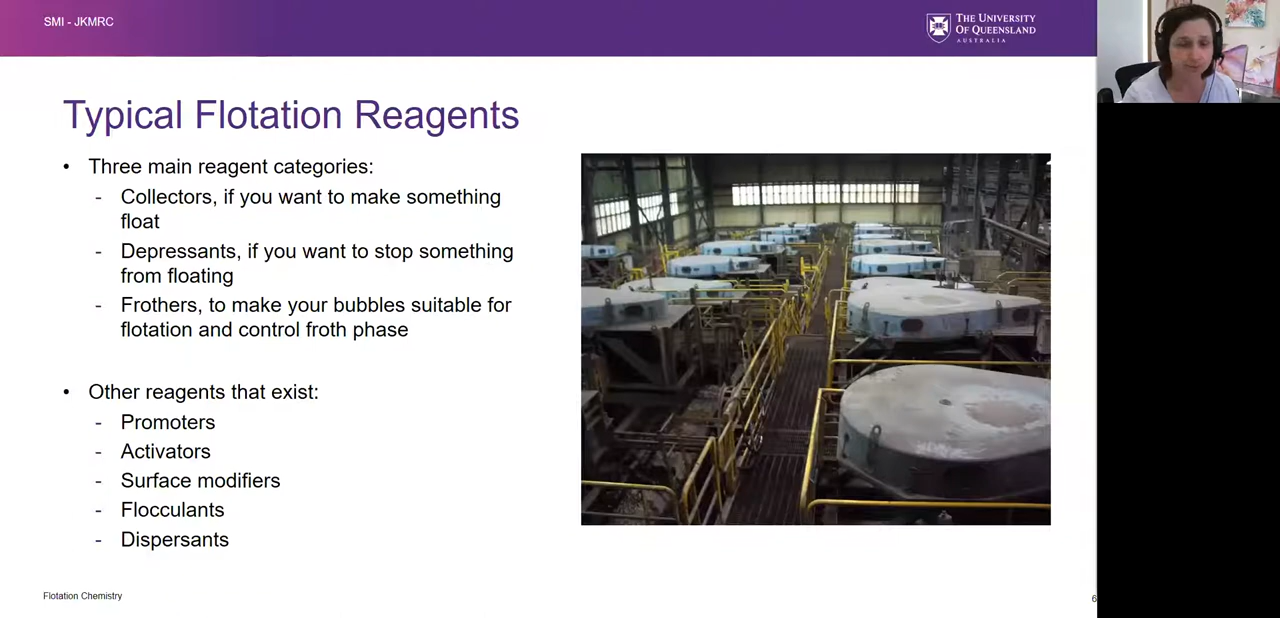 SMI - JKMRC
THE UNIVERSITY
OF QUEENSLAND
AUSTRALIA
Typical Flotation Reagents
• Three main reagent categories:
- Collectors, if you want to make something
float
- Depressants, if you want to stop something
from floating
- Frothers, to make your bubbles suitable for
flotation and control froth phase
• Other reagents that exist:
- Promoters
- Activators
- Surface modifiers
- Flocculants
- Dispersants
Flotation Chemistry
6